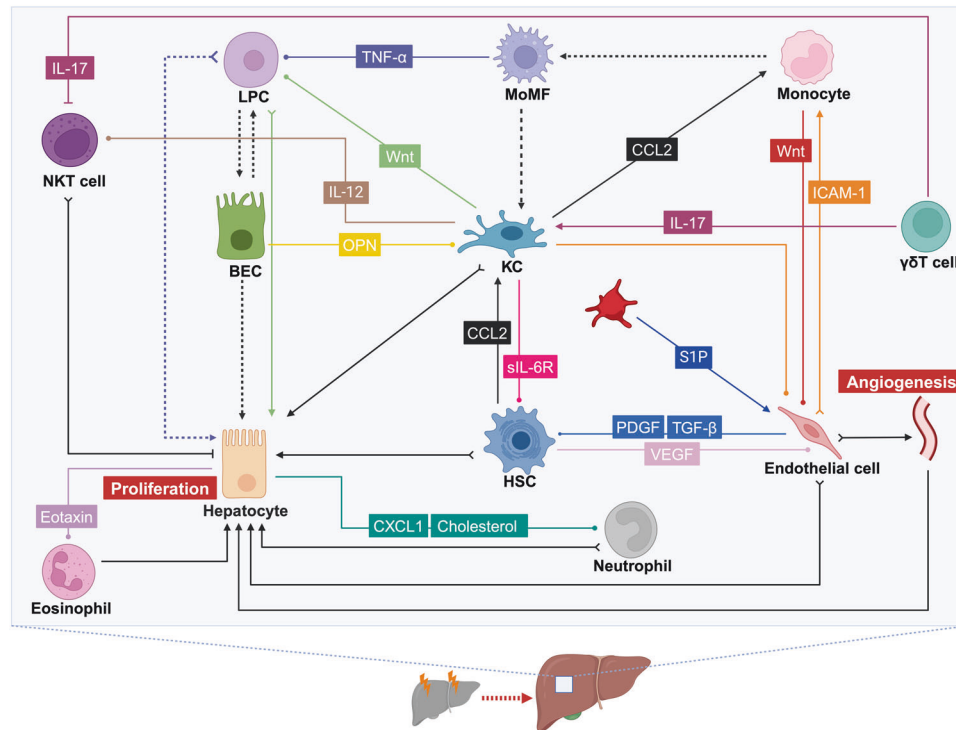 IL-17
TNF-α
LPC
MoMF
Monocyte
Wnt
CCL2
Wnt
NKT cell
IL-12
ICAM-1
OPN
IL-17
BEC
KC
γδT cell
CCL2
S1P
sIL-6R
Angiogenesis
PDGF TGF-β
VEGF
Endothelial cell
HSC
Proliferation
Hepatocyte
Eotaxin
CXCL1 Cholesterol
Neutrophil
Eosinophil